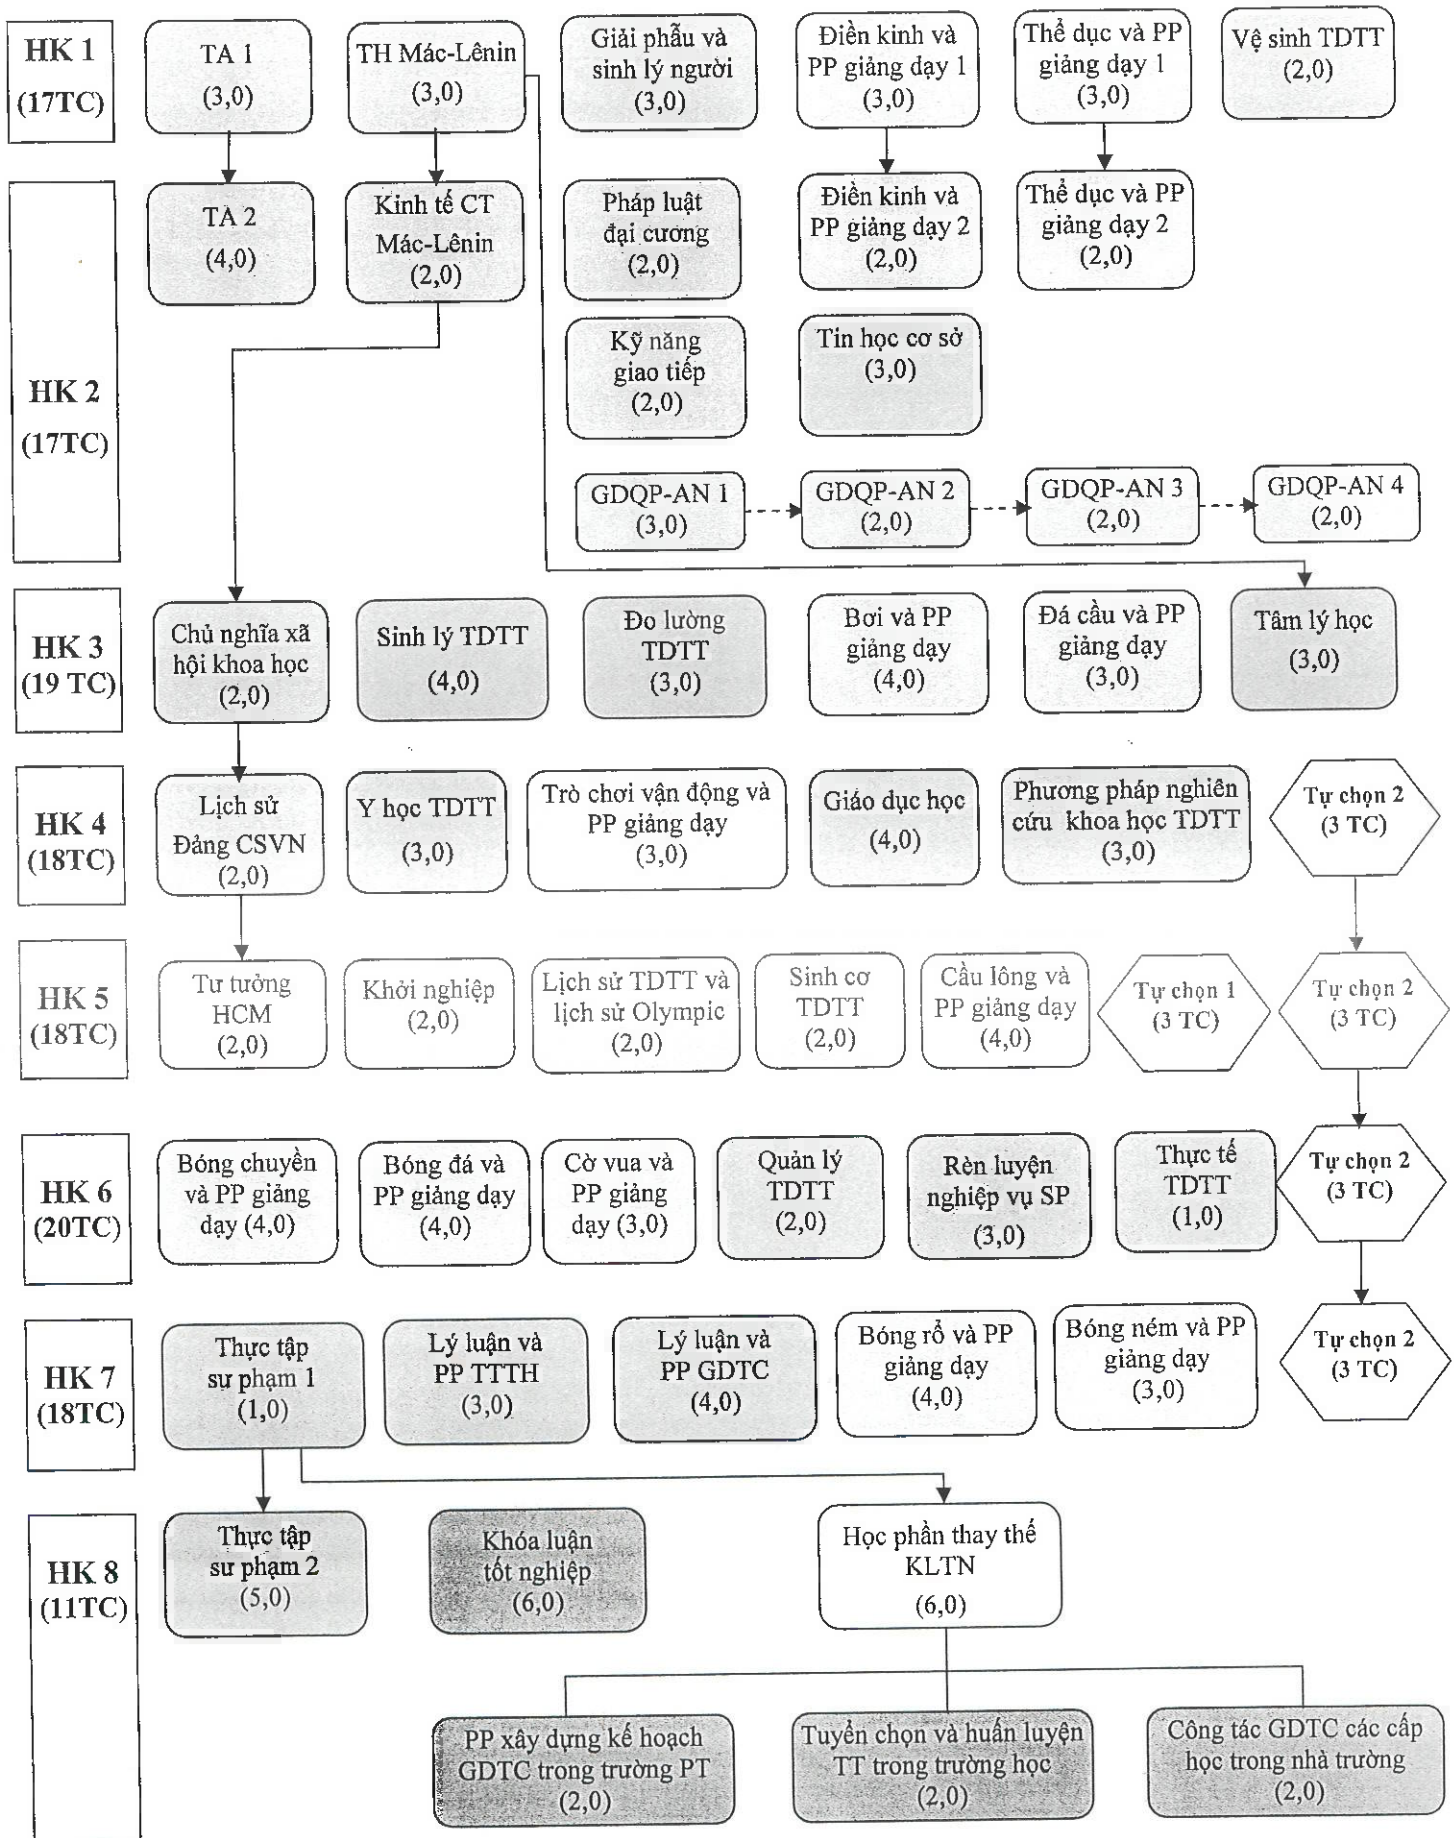 HK 1
(17TC)
TA 1
(3,0)
TH Mác-Lênin
(3,0)
Giải phẫu và
sinh lý người
(3,0)
Điền kinh và
PP giảng dạy 1
(3,0)
Thể dục và PP
giảng dạy 1
(3,0)
Vệ sinh TDTT
(2,0)
HK 2
(17TC)
TA 2
(4,0)
Kinh tế CT
Mác-Lênin
(2,0)
Pháp luật
đại cương
(2,0)
Điền kinh và
PP giảng dạy 2
(2,0)
Thể dục và PP
giảng dạy 2
(2,0)
Kỹ năng
giao tiếp
(2,0)
Tin học cơ sở
(3,0)
GDQP-AN 1
(3,0)
GDQP-AN 2
(2,0)
GDQP-AN 3
(2,0)
GDQP-AN 4
(2,0)
HK 3
(19 TC)
Chủ nghĩa xã
hội khoa học
(2,0)
Sinh lý TDTT
(4,0)
Đo lường
TDTT
(3,0)
Bơi và PP
giảng dạy
(4,0)
Đá cầu và PP
giảng dạy
(3,0)
Tâm lý học
(3,0)
HK 4
(18TC)
Lịch sử
Đảng CSVN
(2,0)
Y học TDTT
(3,0)
Trò chơi vận động và
PP giảng dạy
(3,0)
Giáo dục học
(4,0)
Phương pháp nghiên
cứu khoa học TDTT
(3,0)
Tự chọn 2
(3 TC)
HK 5
(18TC)
Tư tưởng
HCM
(2,0)
Khởi nghiệp
(2,0)
Lịch sử TDTT và
lịch sử Olympic
(2,0)
Sinh cơ
TDTT
(2,0)
Cầu lông và
PP giảng dạy
(4,0)
Tự chọn 1
(3 TC)
Tự chọn 2
(3 TC)
HK 6
(20TC)
Bóng chuyền
và PP giảng
dạy (4,0)
Bóng đá và
PP giảng dạy
(4,0)
Cờ vua và
PP giảng
dạy (3,0)
Quản lý
TDTT
(2,0)
Rèn luyện
nghiệp vụ SP
(3,0)
Thực tế
TDTT
(1,0)
Tự chọn 2
(3 TC)
HK 7
(18TC)
Thực tập
sư phạm 1
(1,0)
Lý luận và
PP TTTH
(3,0)
Lý luận và
PP GDTC
(4,0)
Bóng rổ và PP
giảng dạy
(4,0)
Bóng ném và PP
giảng dạy
(3,0)
Tự chọn 2
(3 TC)
HK 8
(11TC)
Thực tập
sư phạm 2
(5,0)
Khóa luận
tốt nghiệp
(6,0)
Học phần thay thế
KLTN
(6,0)
PP xây dựng kế hoạch
GDTC trong trường PT
(2,0)
Tuyển chọn và huấn luyện
TT trong trường học
(2,0)
Công tác GDTC các cấp
học trong nhà trường
(2,0)